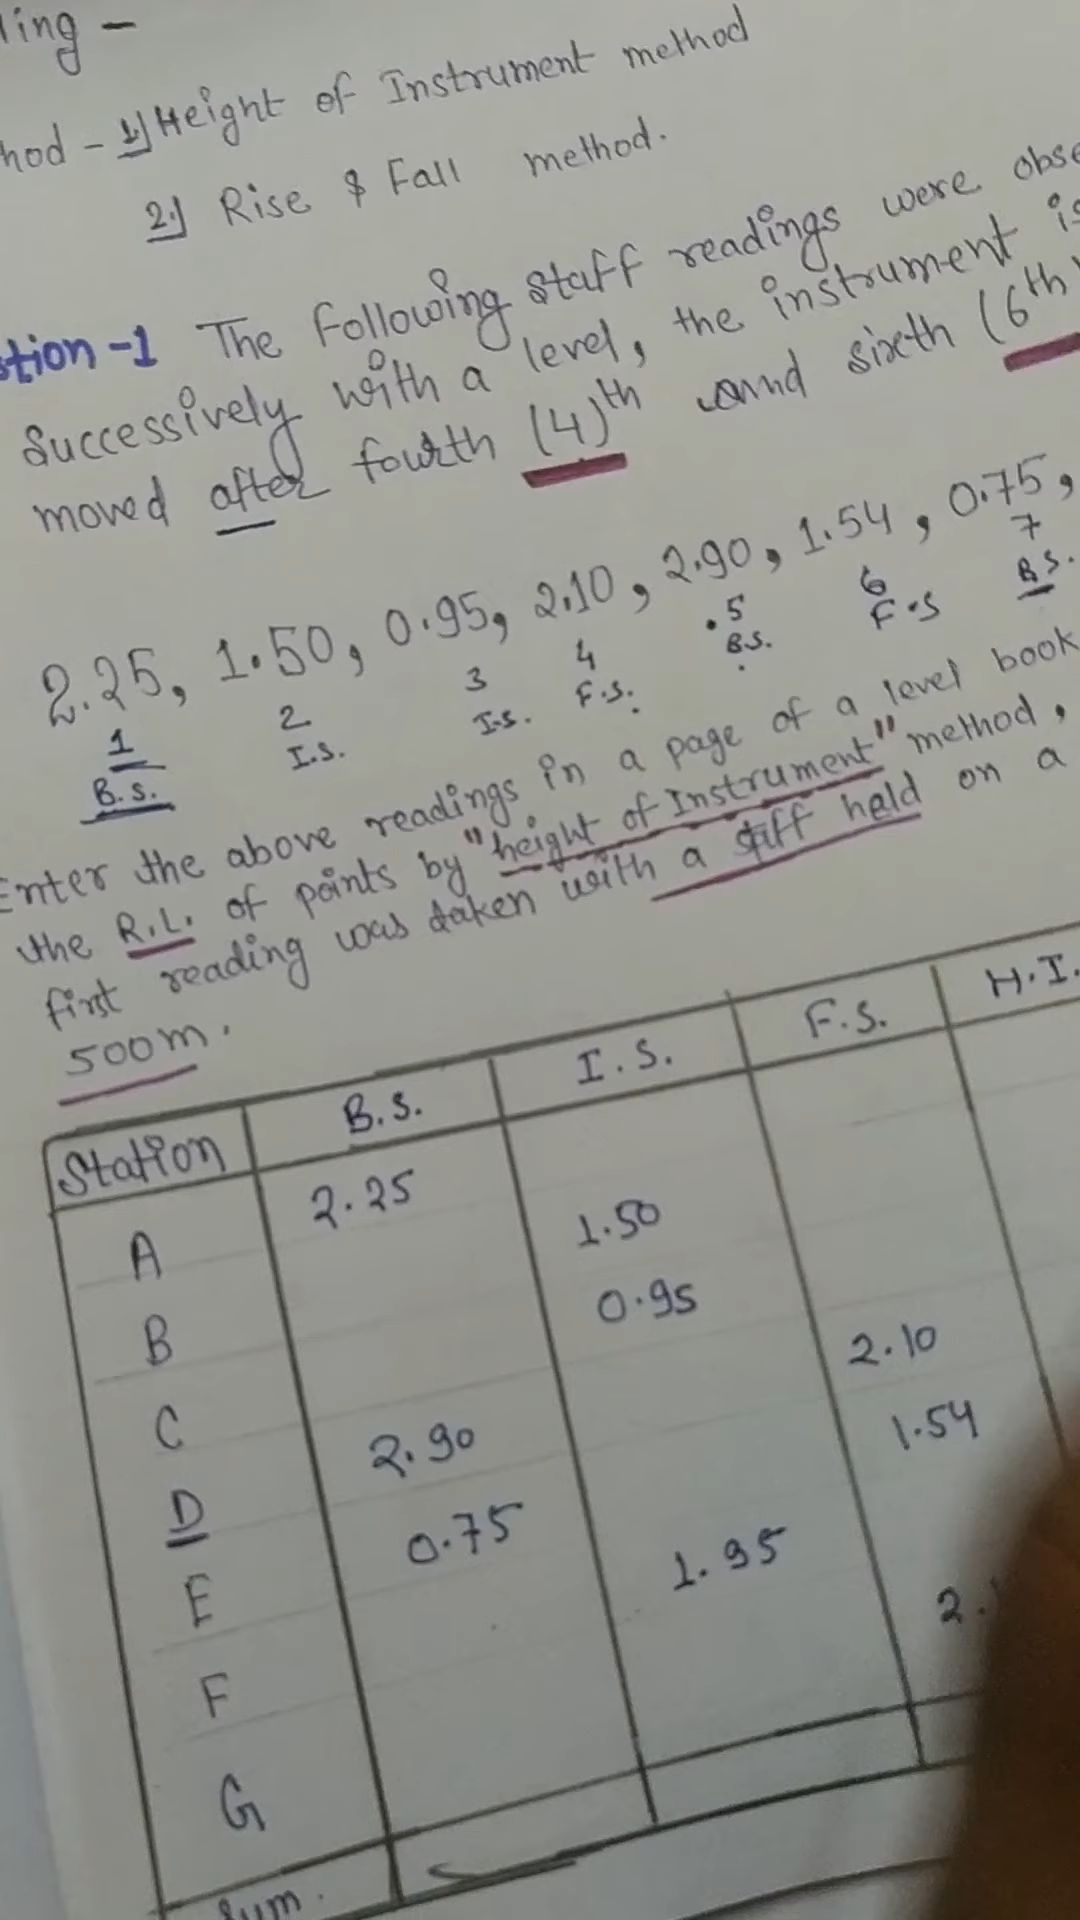 ling -
hod - 1) Height of Instrument method
2.) Rise & Fall method.
stion -1 The following staff readings were obse
successively with a level, the instrument is
moved after fourth (4)th and sixth (6th
2.25, 1.50, 0.95, 2.10, 2.90, 1.54, 0.75,
1 2 3 4 .5 6 7
B.S. I.S. I.S. F.S. B.S. F.S B.S.
Enter the above readings in a page of a level book
the R.L. of points by "height of Instrument" method,
first reading was taken with a staff held on a
500m.
Station B.S. I.S. F.S. H.I.
A 2.25
B 1.50
C 0.95
D 2.90 2.10
E 0.75 1.54
F 1.95
G 2.
Sum.